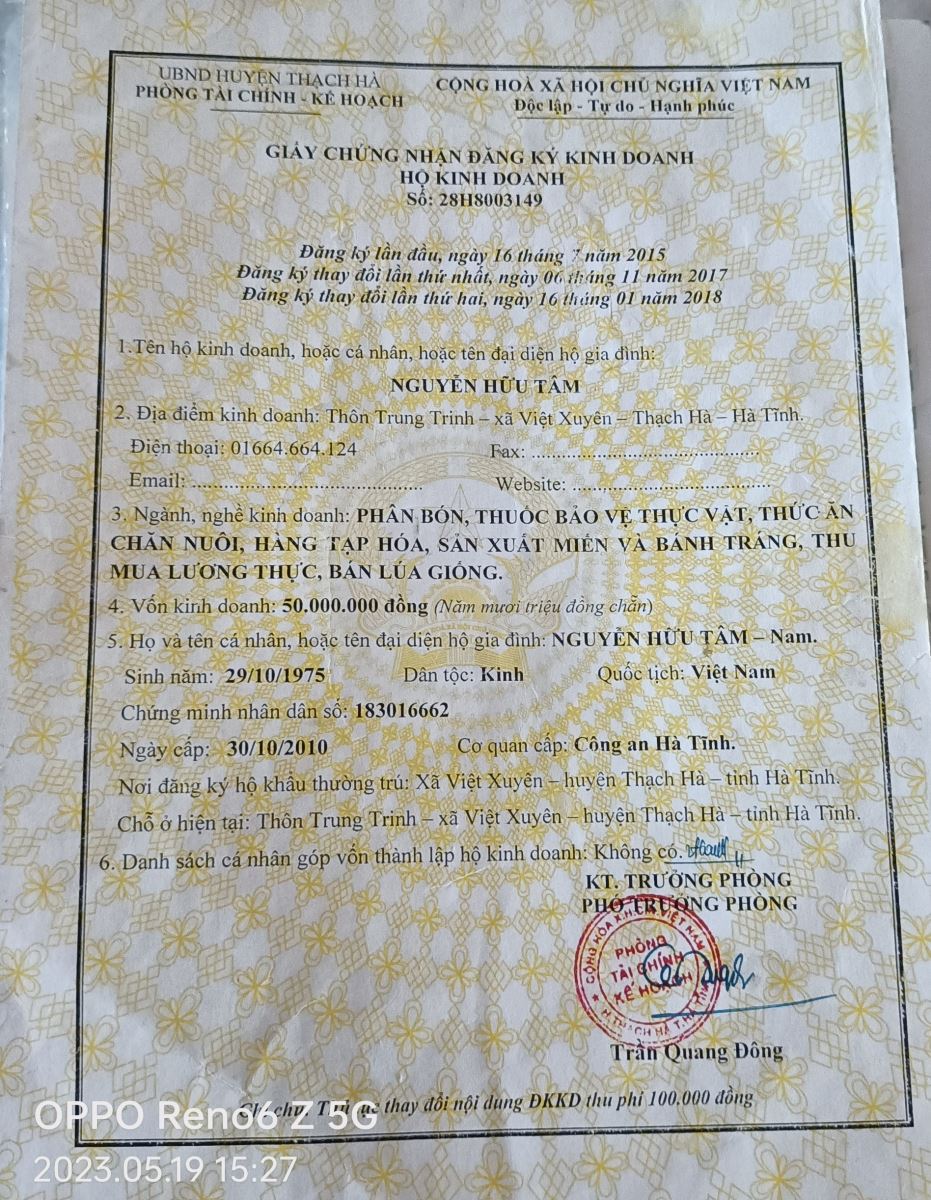 UBND HUYỆN THẠCH HÀ
PHÒNG TÀI CHÍNH - KẾ HOẠCH
CỘNG HOÀ XÃ HỘI CHỦ NGHĨA VIỆT NAM
Độc lập - Tự do - Hạnh phúc
GIẤY CHỨNG NHẬN ĐĂNG KÝ KINH DOANH
HỘ KINH DOANH
Số: 28H8003149
Đăng ký lần đầu, ngày 16 tháng 7 năm 2015
Đăng ký thay đổi lần thứ nhất, ngày 06 tháng 11 năm 2017
Đăng ký thay đổi lần thứ hai, ngày 16 tháng 01 năm 2018
1.Tên hộ kinh doanh, hoặc cá nhân, hoặc tên đại diện hộ gia đình:
NGUYỄN HỮU TÂM
2. Địa điểm kinh doanh: Thôn Trung Trinh – xã Việt Xuyên – Thạch Hà – Hà Tĩnh.
Điện thoại: 01664.664.124 Fax: ............................................
Email: ............................................ Website: ............................................
3. Ngành, nghề kinh doanh: PHÂN BÓN, THUỐC BẢO VỆ THỰC VẬT, THỨC ĂN
CHĂN NUÔI, HÀNG TẠP HÓA, SẢN XUẤT MIẾN VÀ BÁNH TRÁNG, THU
MUA LƯƠNG THỰC, BÁN LÚA GIỐNG.
4. Vốn kinh doanh: 50.000.000 đồng (Năm mươi triệu đồng chẵn)
5. Họ và tên cá nhân, hoặc tên đại diện hộ gia đình: NGUYỄN HỮU TÂM – Nam.
Sinh năm: 29/10/1975 Dân tộc: Kinh Quốc tịch: Việt Nam
Chứng minh nhân dân số: 183016662
Ngày cấp: 30/10/2010 Cơ quan cấp: Công an Hà Tĩnh.
Nơi đăng ký hộ khẩu thường trú: Xã Việt Xuyên – huyện Thạch Hà – tỉnh Hà Tĩnh.
Chỗ ở hiện tại: Thôn Trung Trinh – xã Việt Xuyên – huyện Thạch Hà – tỉnh Hà Tĩnh.
6. Danh sách cá nhân góp vốn thành lập hộ kinh doanh: Không có.
KT. TRƯỞNG PHÒNG
PHÓ TRƯỞNG PHÒNG
CỘNG HÒA X.H.C.N VIỆT NAM
PHÒNG
TÀI CHÍNH
KẾ HOẠCH
H.THẠCH HÀ T.HÀ TĨNH
Trần Quang Đông
thay đổi nội dung ĐKKD thu phí 100.000 đồng
OPPO Reno6 Z 5G
2023.05.19 15:27